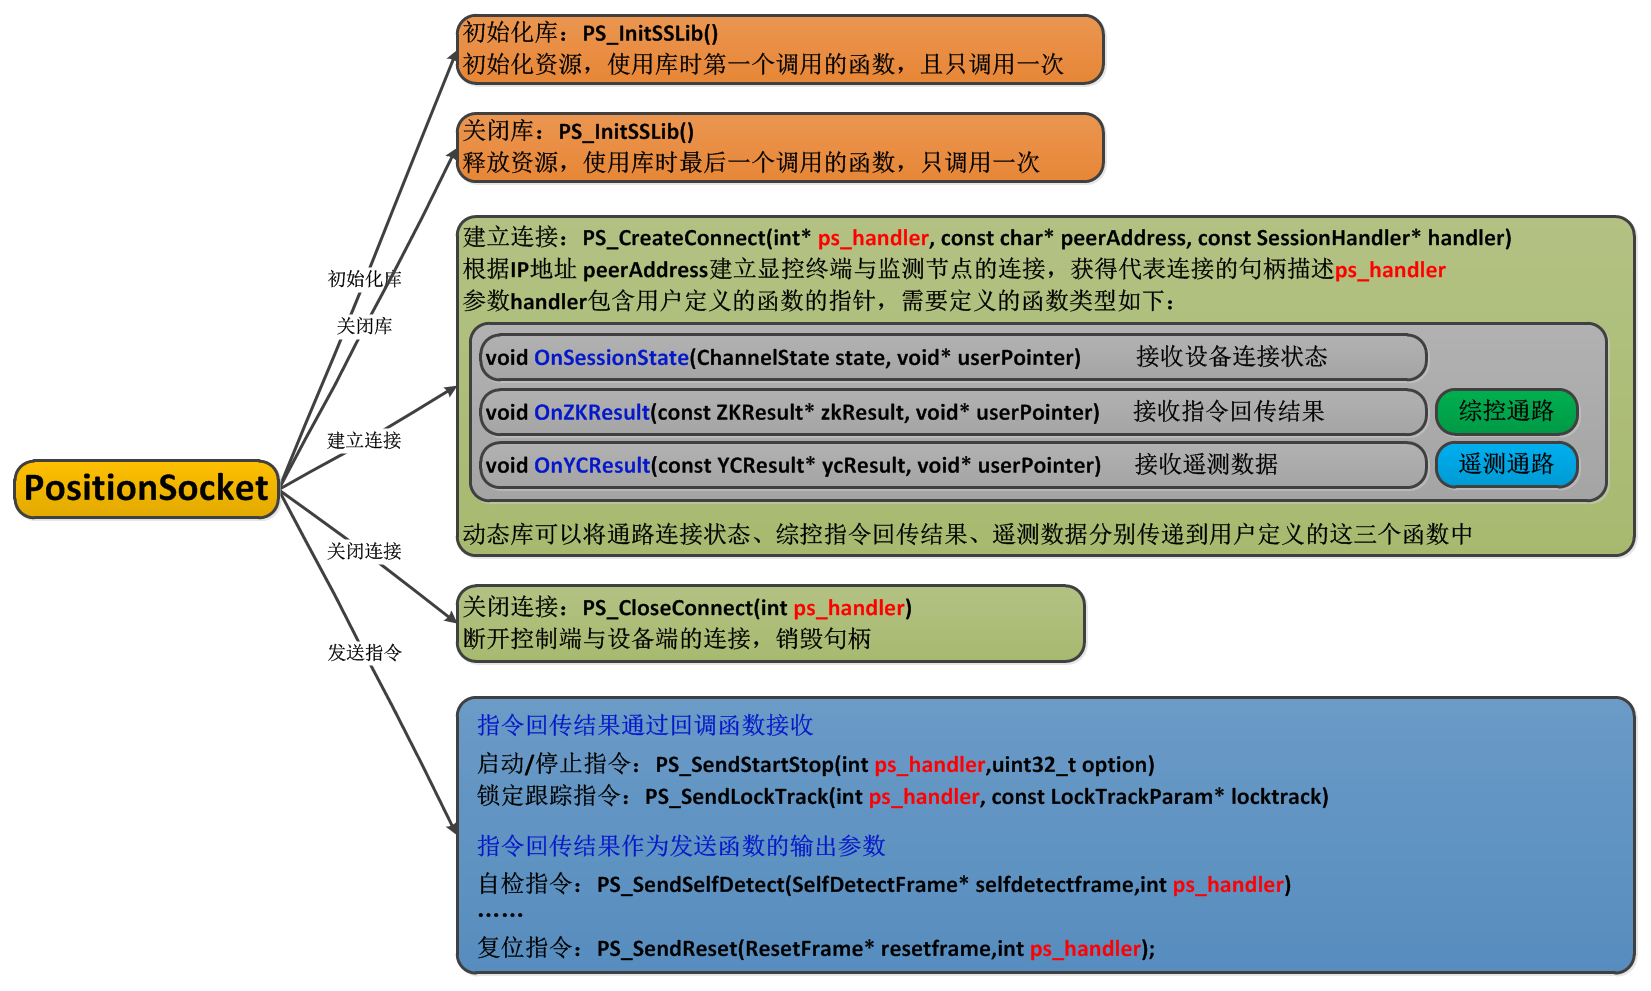 初始化库：PS_InitSSLib()
初始化资源，使用库时第一个调用的函数，且只调用一次
关闭库：PS_InitSSLib()
释放资源，使用库时最后一个调用的函数，只调用一次
建立连接：PS_CreateConnect(int* ps_handler, const char* peerAddress, const SessionHandler* handler)
根据IP地址 peerAddress建立显控终端与监测节点的连接，获得代表连接的句柄描述ps_handler
参数handler包含用户定义的函数的指针，需要定义的函数类型如下：
void OnSessionState(ChannelState state, void* userPointer) 接收设备连接状态
void OnZKResult(const ZKResult* zkResult, void* userPointer) 接收指令回传结果 综控通路
void OnYCResult(const YCResult* ycResult, void* userPointer) 接收遥测数据 遥测通路
动态库可以将通路连接状态、综控指令回传结果、遥测数据分别传递到用户定义的这三个函数中
初始化库
关闭库
建立连接
PositionSocket
关闭连接
发送指令
关闭连接：PS_CloseConnect(int ps_handler)
断开控制端与设备端的连接，销毁句柄
指令回传结果通过回调函数接收
启动/停止指令：PS_SendStartStop(int ps_handler,uint32_t option)
锁定跟踪指令：PS_SendLockTrack(int ps_handler, const LockTrackParam* locktrack)
指令回传结果作为发送函数的输出参数
自检指令：PS_SendSelfDetect(SelfDetectFrame* selfdetectframe,int ps_handler)
……
复位指令：PS_SendReset(ResetFrame* resetframe,int ps_handler);